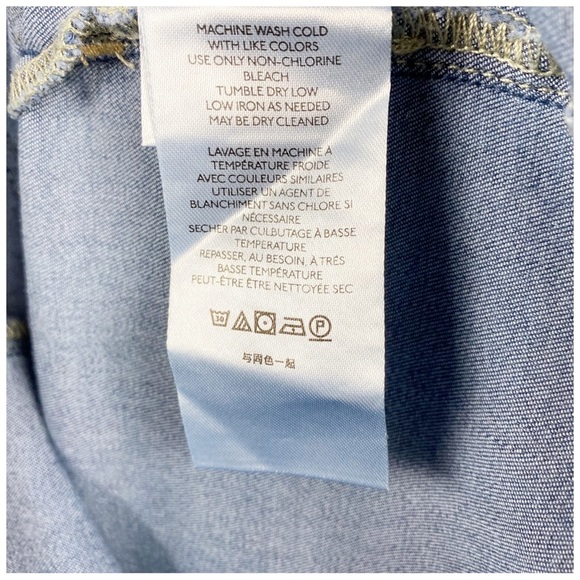 MACHINE WASH COLD
WITH LIKE COLORS
USE ONLY NON-CHLORINE
BLEACH
TUMBLE DRY LOW
LOW IRON AS NEEDED
MAY BE DRY CLEANED
LAVAGE EN MACHINE À
TEMPÉRATURE FROIDE
AVEC COULEURS SIMILAIRES
UTILISER UN AGENT DE
BLANCHIMENT SANS CHLORE SI
NÉCESSAIRE
SECHER PAR CULBUTAGE À BASSE
TEMPERATURE
REPASSER, AU BESOIN, À TRÉS
BASSE TEMPÉRATURE
PEUT-ÊTRE ÊTRE NETTOYÉE SEC
30 P
与同色一起